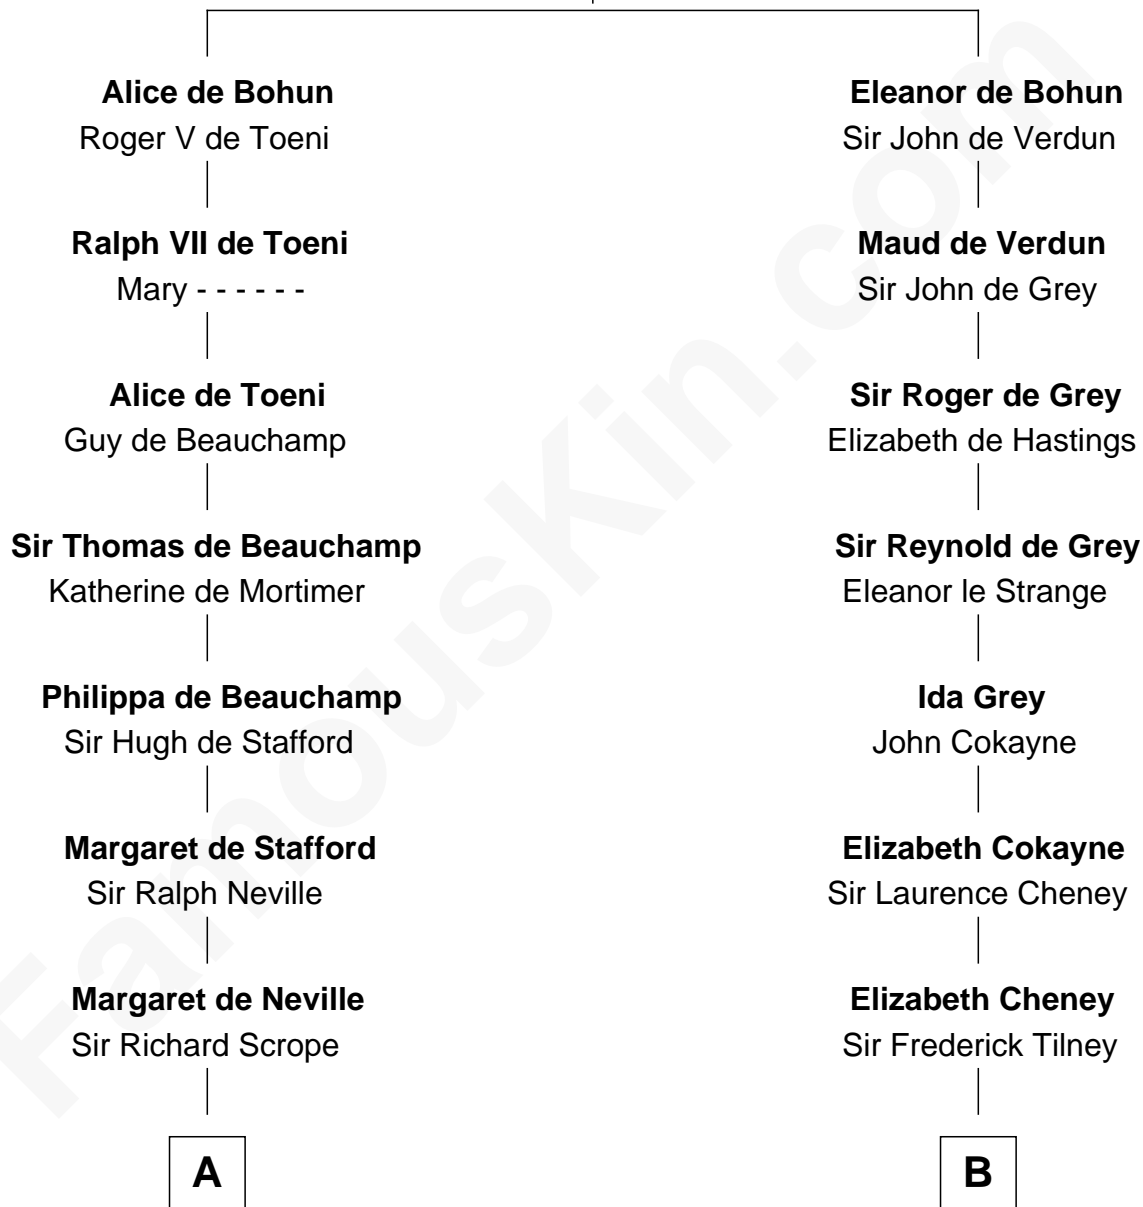 Alice de Bohun
Roger V de Toeni
Ralph VII de Toeni
Mary - - - - - -
Alice de Toeni
Guy de Beauchamp
Sir Thomas de Beauchamp
Katherine de Mortimer
Philippa de Beauchamp
Sir Hugh de Stafford
Margaret de Stafford
Sir Ralph Neville
Margaret de Neville
Sir Richard Scrope
A
Eleanor de Bohun
Sir John de Verdun
Maud de Verdun
Sir John de Grey
Sir Roger de Grey
Elizabeth de Hastings
Sir Reynold de Grey
Eleanor le Strange
Ida Grey
John Cokayne
Elizabeth Cokayne
Sir Laurence Cheney
Elizabeth Cheney
Sir Frederick Tilney
B
FamousKin.com